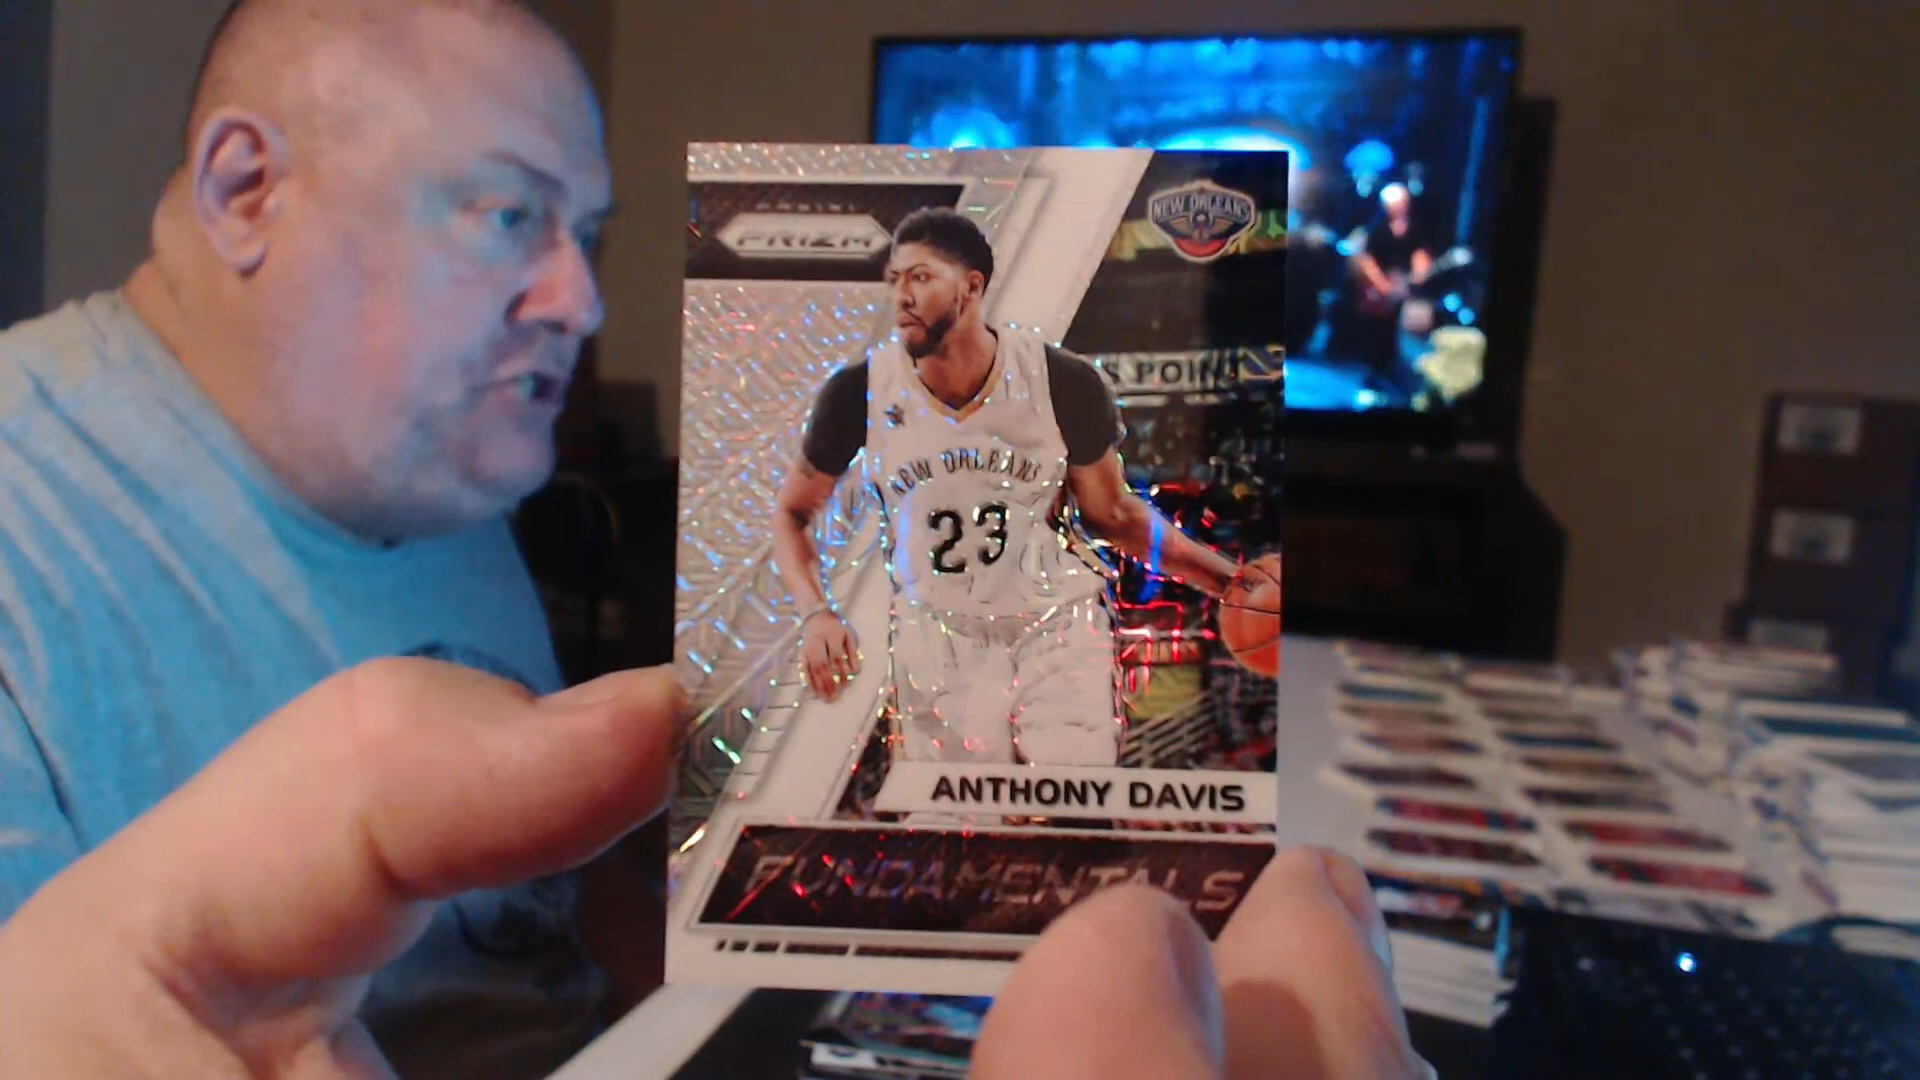 PANINI
PRIZM
NEW ORLEANS
S POINT
NEW ORLEANS
23
ANTHONY DAVIS
FUNDAMENTALS